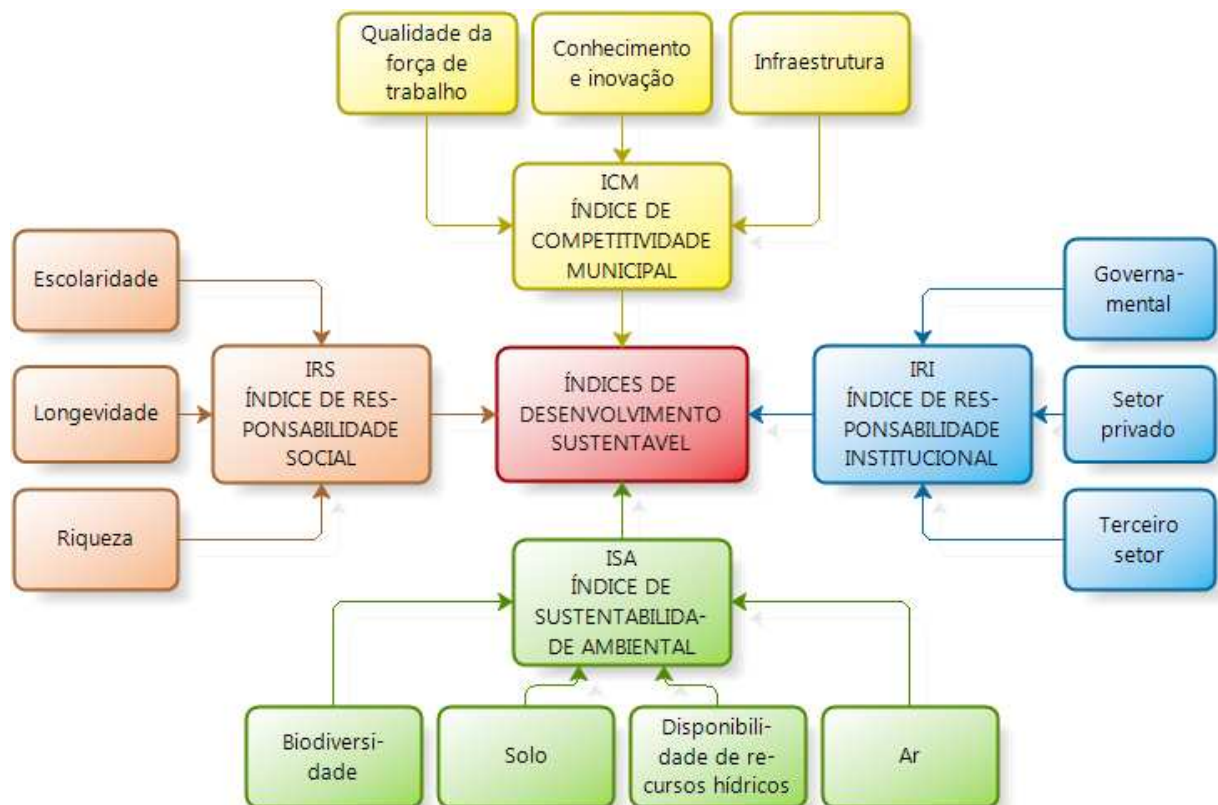 Qualidade da
força de
trabalho
Conhecimento
e inovação
Infraestrutura
ICM
ÍNDICE DE
COMPETITIVIDADE
MUNICIPAL
Escolaridade
Longevidade
Riqueza
IRS
ÍNDICE DE RES-
PONSABILIDADE
SOCIAL
ÍNDICES DE
DESENVOLVIMENTO
SUSTENTAVEL
IRI
ÍNDICE DE RES-
PONSABILIDADE
INSTITUCIONAL
Governa-
mental
Setor
privado
Terceiro
setor
ISA
ÍNDICE DE
SUSTENTABILIDA-
DE AMBIENTAL
Biodiversi-
dade
Solo
Disponibili-
dade de re-
cursos hídricos
Ar